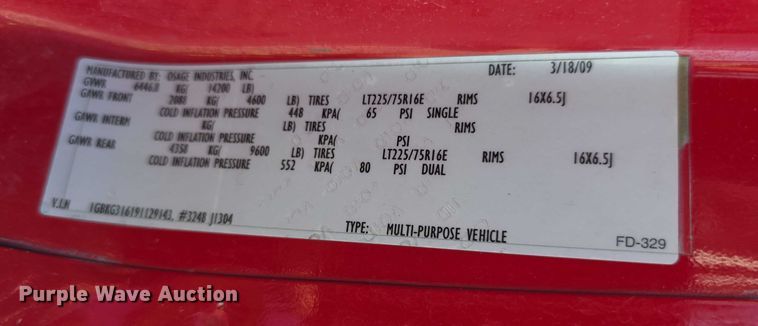 MANUFACTURED BY: OSAGE INDUSTRIES, INC. DATE: 3/18/09
GVWR 6446.8 KG( 14200 LB)
GAWR FRONT 2088 KG( 4600 LB) TIRES LT225/75R16E RIMS 16X6.5J
COLD INFLATION PRESSURE 448 KPA( 65 PSI SINGLE
GAWR INTERM KG( LB) TIRES RIMS
COLD INFLATION PRESSURE KPA( PSI
GAWR REAR 4358 KG( 9600 LB) TIRES LT225/75R16E RIMS 16X6.5J
COLD INFLATION PRESSURE 552 KPA( 80 PSI DUAL
V.I.N 1GBKG316191129143, #3248 J1304
TYPE: MULTI-PURPOSE VEHICLE
FD-329
Purple Wave Auction